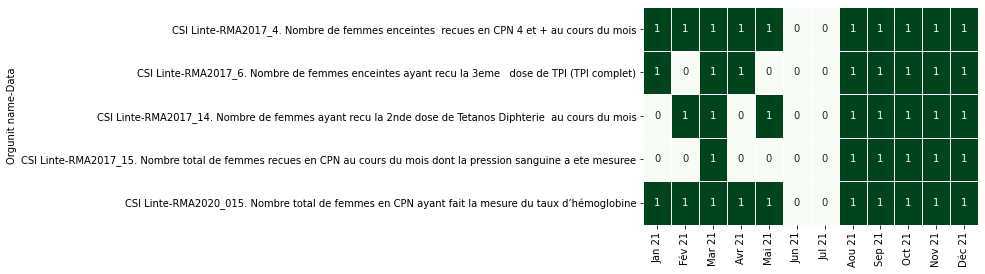 Orgunit name-Data
CSI Linte-RMA2017_4. Nombre de femmes enceintes  recues en CPN 4 et + au cours du mois 1 1 1 1 1 0 0 1 1 1 1 1
CSI Linte-RMA2017_6. Nombre de femmes enceintes ayant recu la 3eme   dose de TPI (TPI complet) 1 0 1 1 0 0 0 1 1 1 1 1
CSI Linte-RMA2017_14. Nombre de femmes ayant recu la 2nde dose de Tetanos Diphterie  au cours du mois 0 1 1 0 1 0 0 1 1 1 1 1
CSI Linte-RMA2017_15. Nombre total de femmes recues en CPN au cours du mois dont la pression sanguine a ete mesuree 0 0 1 0 0 0 0 1 1 1 1 1
CSI Linte-RMA2020_015. Nombre total de femmes en CPN ayant fait la mesure du taux d’hémoglobine 1 1 1 1 1 0 0 1 1 1 1 1
Jan 21 Fév 21 Mar 21 Avr 21 Mai 21 Jun 21 Jul 21 Aou 21 Sep 21 Oct 21 Nov 21 Déc 21